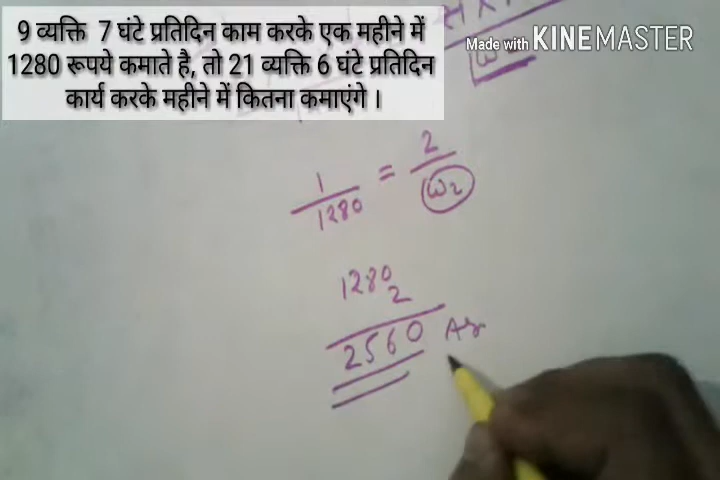 9 व्यक्ति 7 घंटे प्रतिदिन काम करके एक महीने में
1280 रूपये कमाते है, तो 21 व्यक्ति 6 घंटे प्रतिदिन
कार्य करके महीने में कितना कमाएंगे ।
Made with KINEMASTER
1/1280 = 2/W2
1280
2
2560 Ans